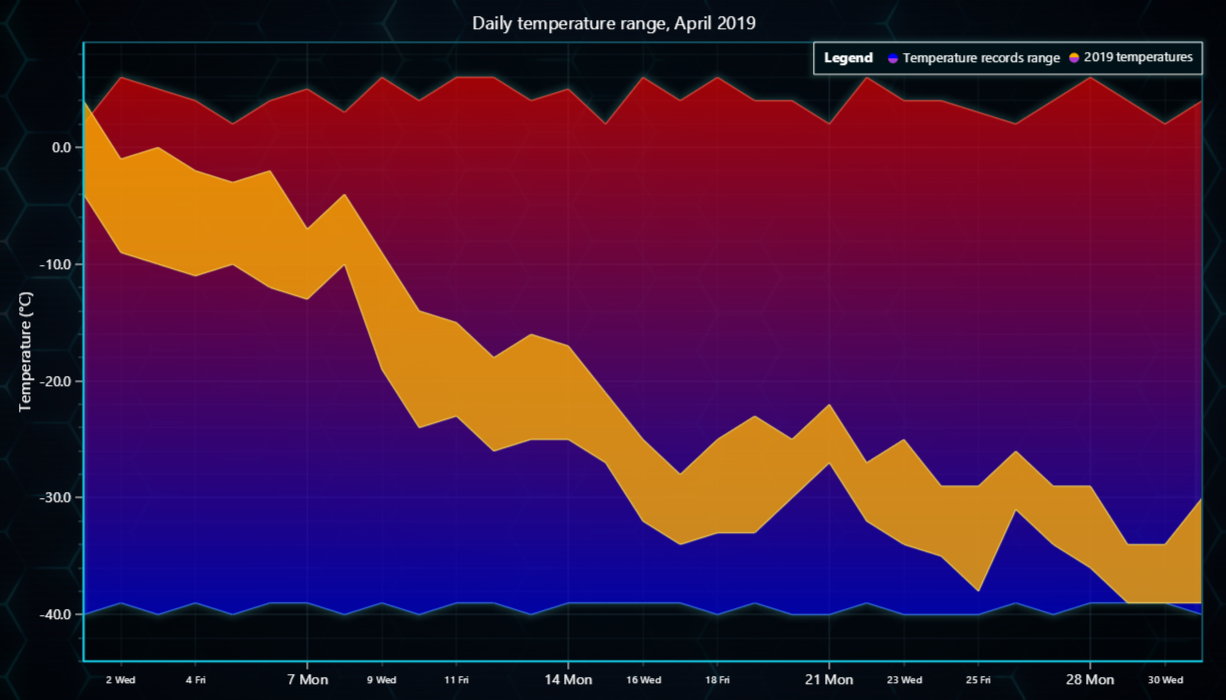 Daily temperature range, April 2019
Legend Temperature records range 2019 temperatures
0.0
-10.0
-20.0
-30.0
-40.0
Temperature (°C)
2 Wed 4 Fri 7 Mon 9 Wed 11 Fri 14 Mon 16 Wed 18 Fri 21 Mon 23 Wed 25 Fri 28 Mon 30 Wed